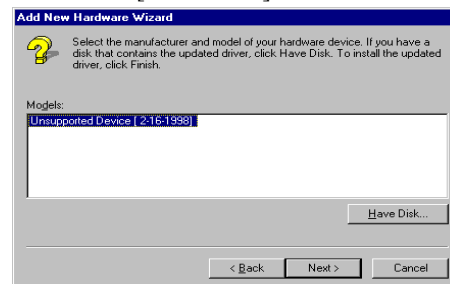 Add New Hardware Wizard
Select the manufacturer and model of your hardware device. If you have a
disk that contains the updated driver, click Have Disk. To install the updated
driver, click Finish.
Models:
Unsupported Device [ 2-16-1998]
Have Disk...
< Back Next > Cancel